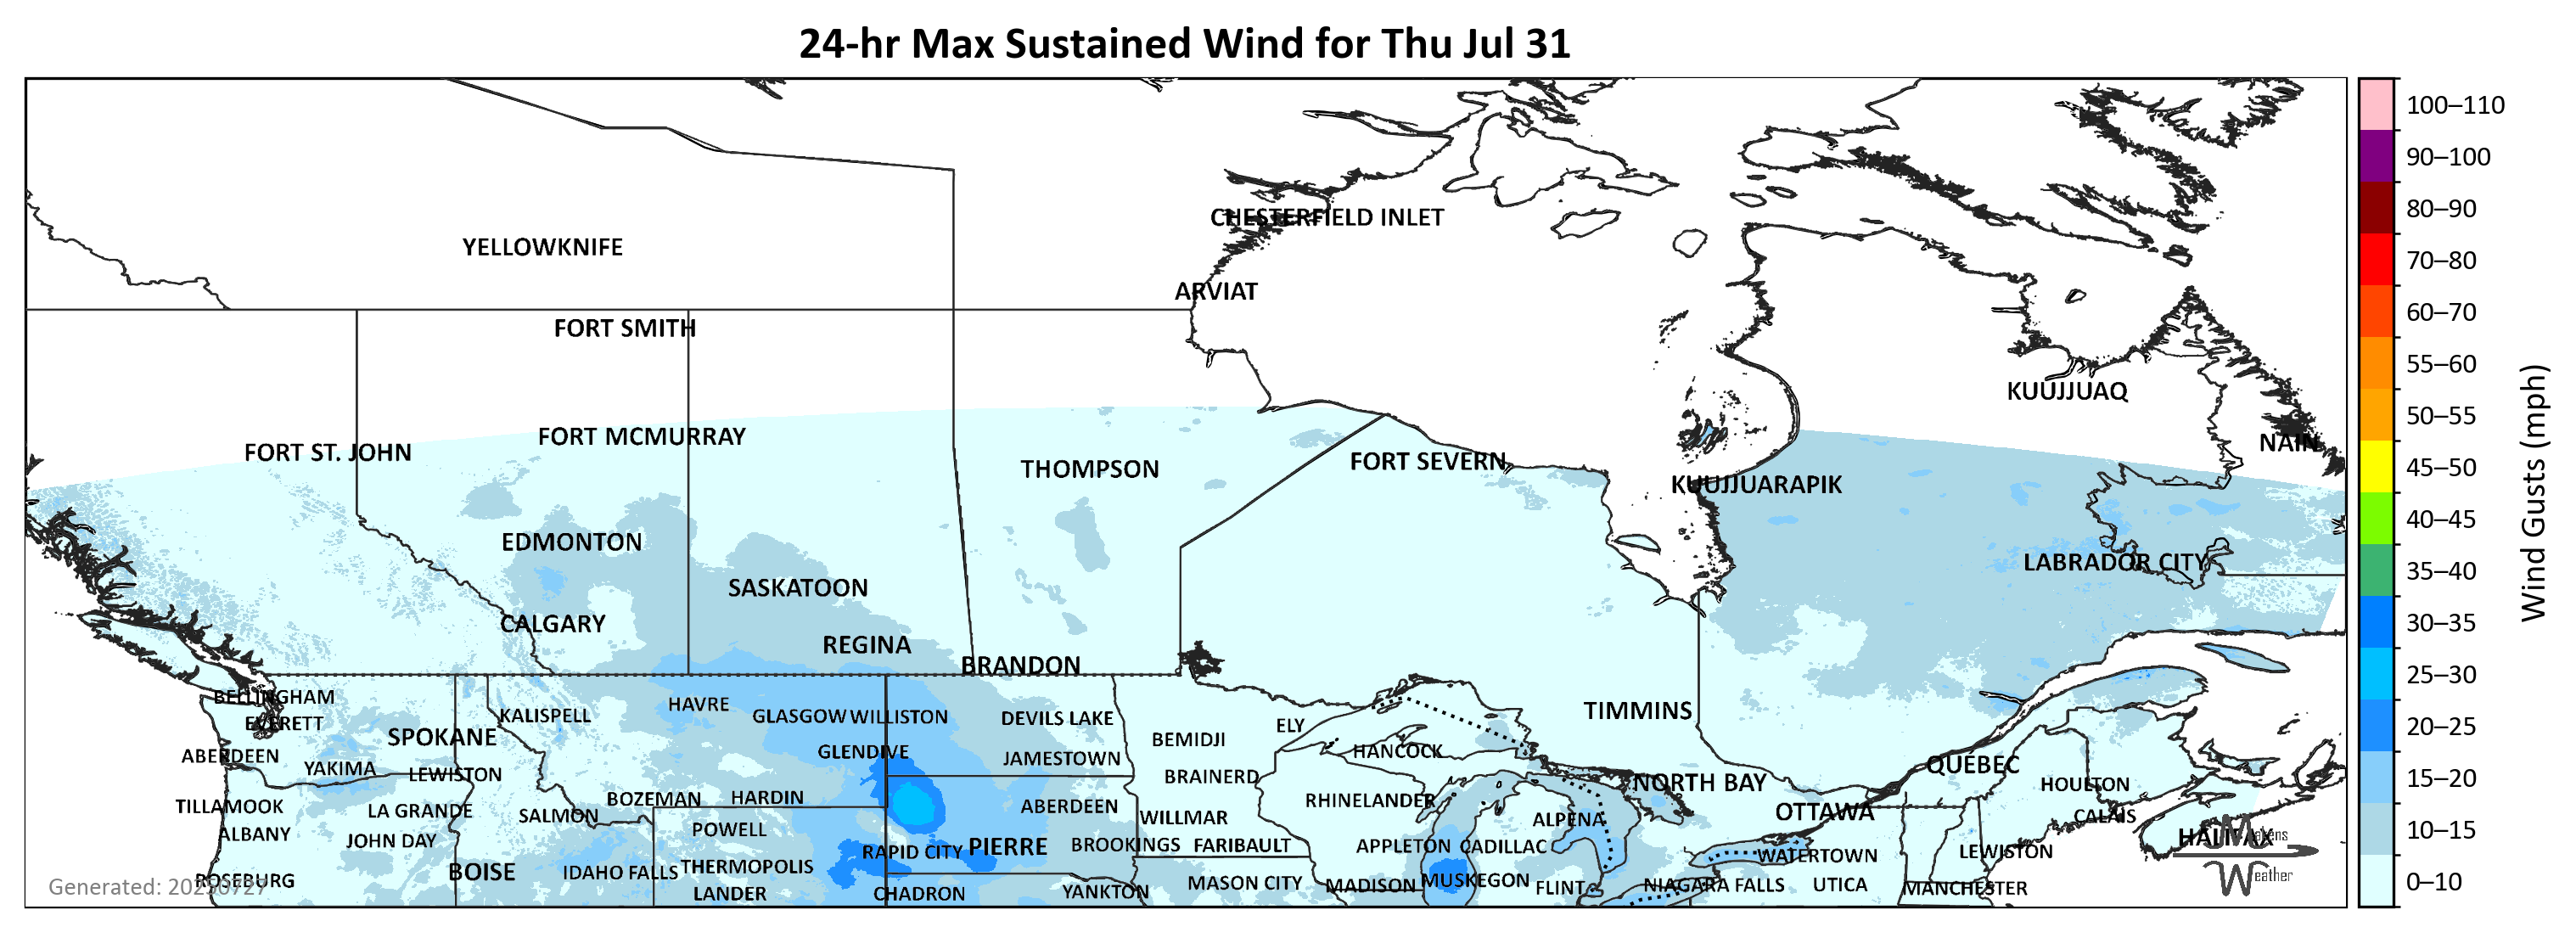 24-hr Max Sustained Wind for Thu Jul 31
100–110
90–100
80–90
70–80
60–70
55–60
50–55
45–50
40–45
35–40
30–35
25–30
20–25
15–20
10–15
0–10
Wind Gusts (mph)
CHESTERFIELD INLET
YELLOWKNIFE
ARVIAT
FORT SMITH
KUUJJUAQ
FORT MCMURRAY
NAIN
FORT ST. JOHN
FORT SEVERN
THOMPSON
KUUJJUARAPIK
EDMONTON
LABRADOR CITY
SASKATOON
CALGARY
REGINA
BRANDON
BELLINGHAM
HAVRE
TIMMINS
KALISPELL
GLASGOW
WILLISTON
DEVILS LAKE
EVERETT
ELY
SPOKANE
BEMIDJI
GLENDIVE
HANCOCK
ABERDEEN
JAMESTOWN
QUÉBEC
YAKIMA
LEWISTON
BRAINERD
NORTH BAY
HOULTON
BOZEMAN
HARDIN
RHINELANDER
TILLAMOOK
LA GRANDE
ABERDEEN
OTTAWA
SALMON
WILLMAR
ALPENA
CALAIS
ALBANY
POWELL
HALIFAX
Makens
Weather
JOHN DAY
RAPID CITY
PIERRE
BROOKINGS
FARIBAULT
APPLETON
CADILLAC
WATERTOWN
LEWISTON
BOISE
IDAHO FALLS
THERMOPOLIS
ROSEBURG
MASON CITY
MADISON
MUSKEGON
FLINT
NIAGARA FALLS
UTICA
MANCHESTER
LANDER
CHADRON
YANKTON
Generated: 20250727